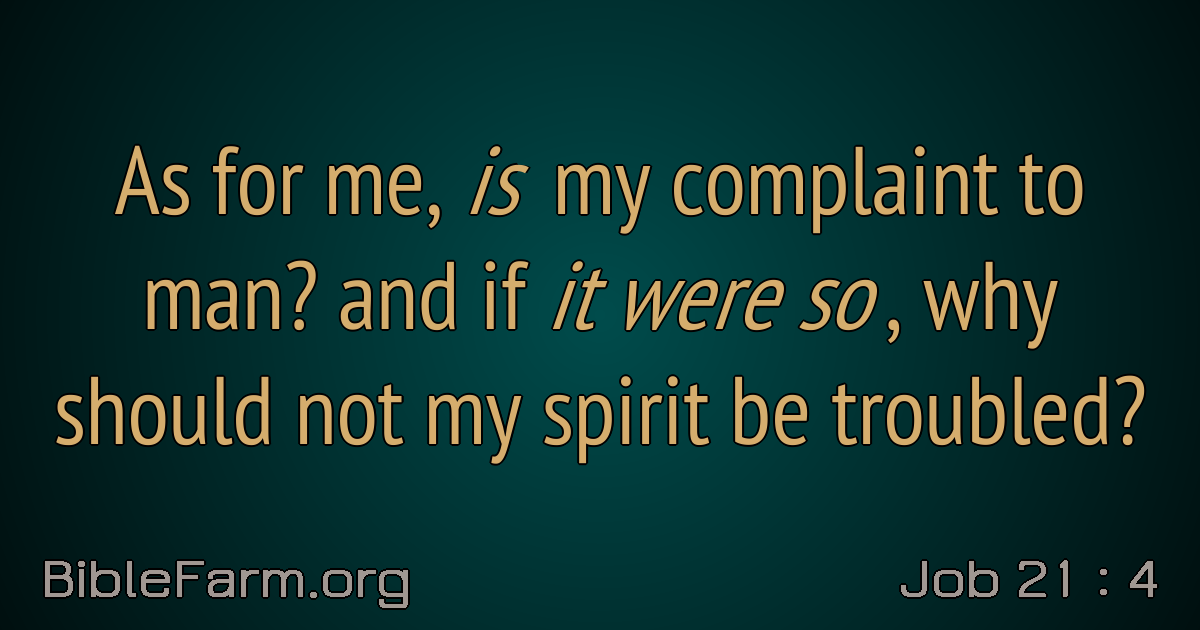 As for me, is my complaint to
man? and if it were so, why
should not my spirit be troubled?
BibleFarm.org
Job 21 : 4